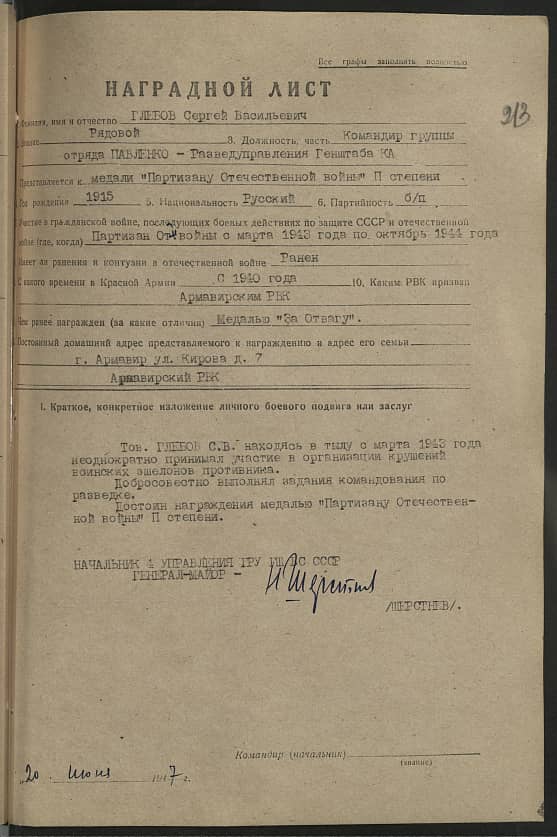 Все графы заполнять полностью
213
НАГРАДНОЙ ЛИСТ
Фамилия, имя и отчество ГЛЕБОВ Сергей Васильевич
Звание Рядовой 3. Должность, часть Командир группы
отряда ПАВЛЕНКО - Разведуправления Генштаба КА
Представляется к медали "Партизану Отечественной войны" П степени
Год рождения 1915 5. Национальность Русский 6. Партийность б/п
Участие в гражданской войне, последующих боевых действиях по защите СССР и отечественной
войне (где, когда) Партизан От войны с марта 1943 года по октябрь 1944 года
Имеет ли ранения и контузии в отечественной войне Ранен
С какого времени в Красной Армии С 1940 года 10. Каким РВК призван
Армавирским РВК
Чем ранее награжден (за какие отличия) Медалью "За Отвагу".
Постоянный домашний адрес представляемого к награждению и адрес его семьи
г. Армавир ул. Кирова д. 7
Армавирский РВК
I. Краткое, конкретное изложение личного боевого подвига или заслуг
Тов. ГЛЕБОВ С.В. находясь в тылу с марта 1943 года
неоднократно принимал участие в организации крушений
воинских эшелонов противника.
Добросовестно выполнял задания командования по
разведке.
Достоин награждения медалью "Партизану Отечествен-
ной войны" П степени.
НАЧАЛЬНИК 4 УПРАВЛЕНИЯ ГРУ ГШ ВС СССР
ГЕНЕРАЛ-МАЙОР -
/ШЕРСТНЕВ/.
Командир (начальник)
(звание)
"20 июня 1947 г.